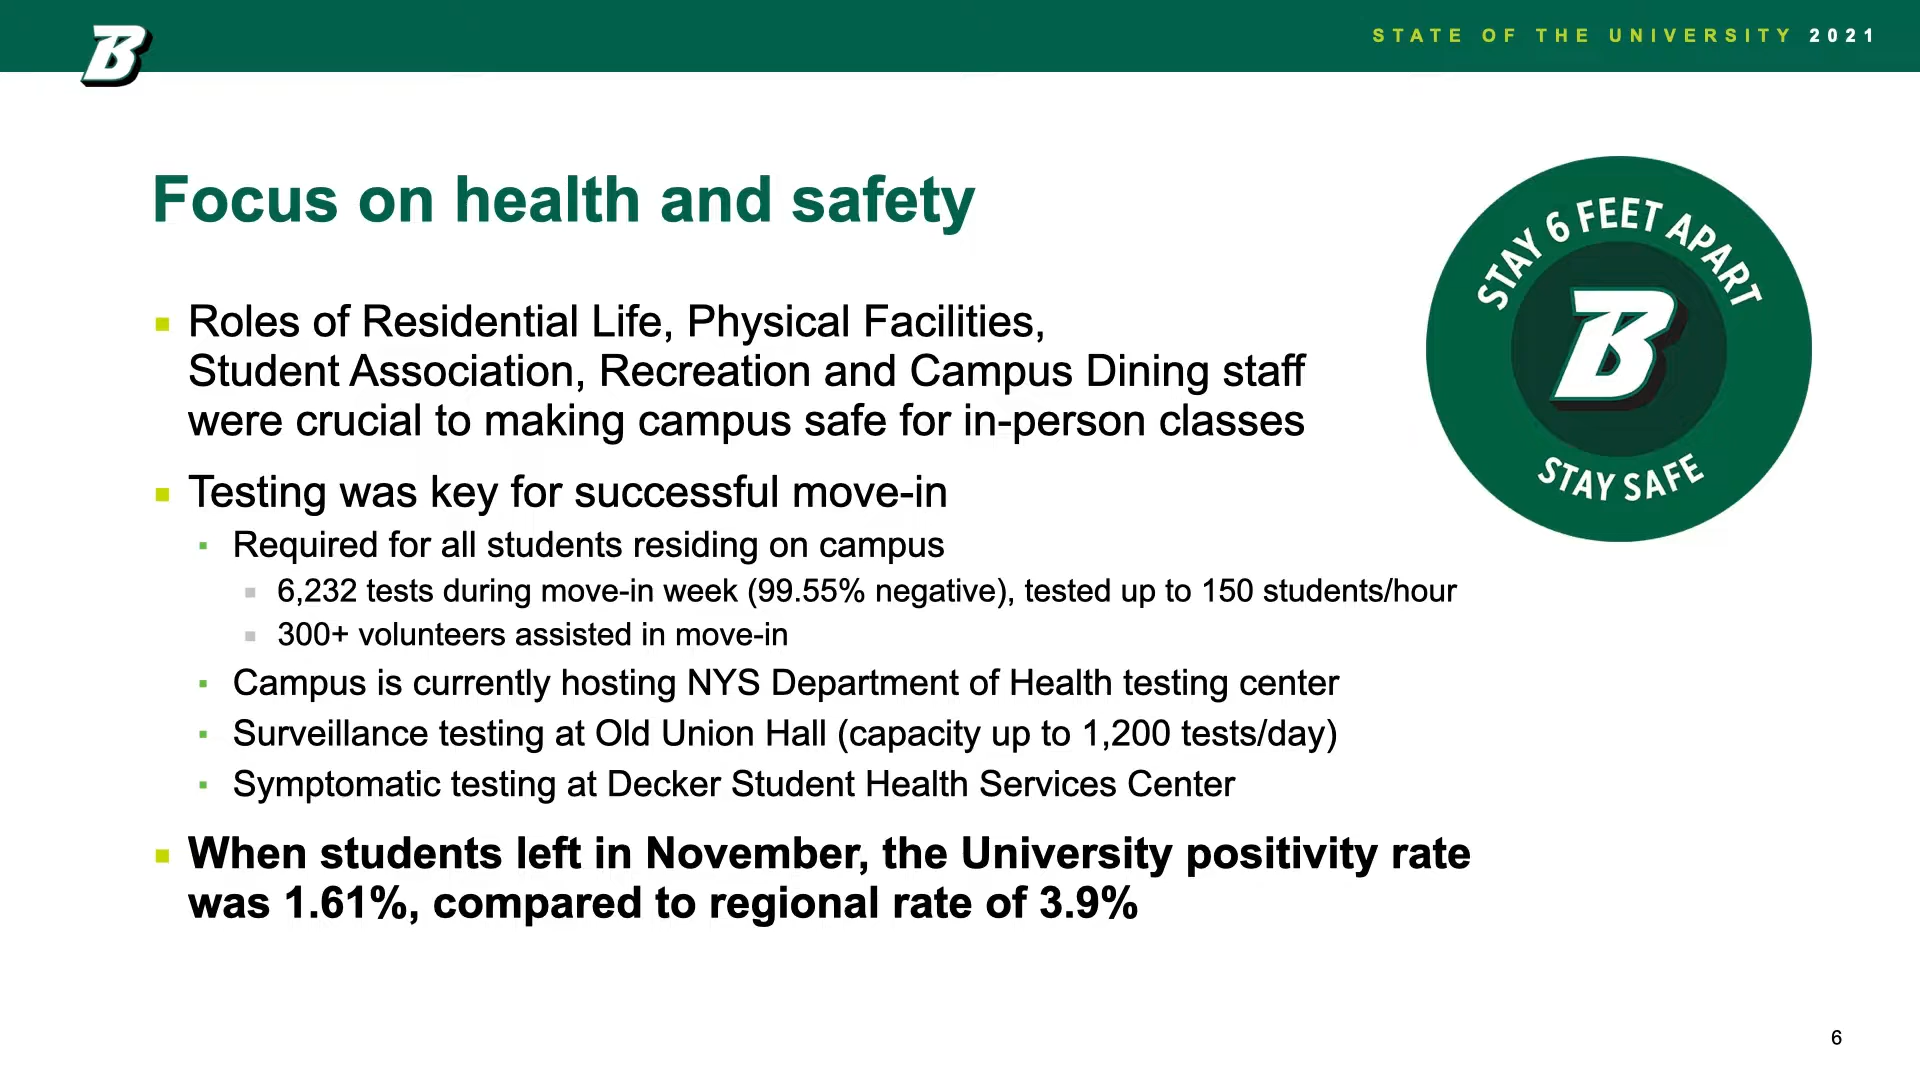 B
STATE OF THE UNIVERSITY 2021
Focus on health and safety
STAY 6 FEET APART
B
STAY SAFE
Roles of Residential Life, Physical Facilities,
Student Association, Recreation and Campus Dining staff
were crucial to making campus safe for in-person classes
Testing was key for successful move-in
Required for all students residing on campus
6,232 tests during move-in week (99.55% negative), tested up to 150 students/hour
300+ volunteers assisted in move-in
Campus is currently hosting NYS Department of Health testing center
Surveillance testing at Old Union Hall (capacity up to 1,200 tests/day)
Symptomatic testing at Decker Student Health Services Center
When students left in November, the University positivity rate
was 1.61%, compared to regional rate of 3.9%
6